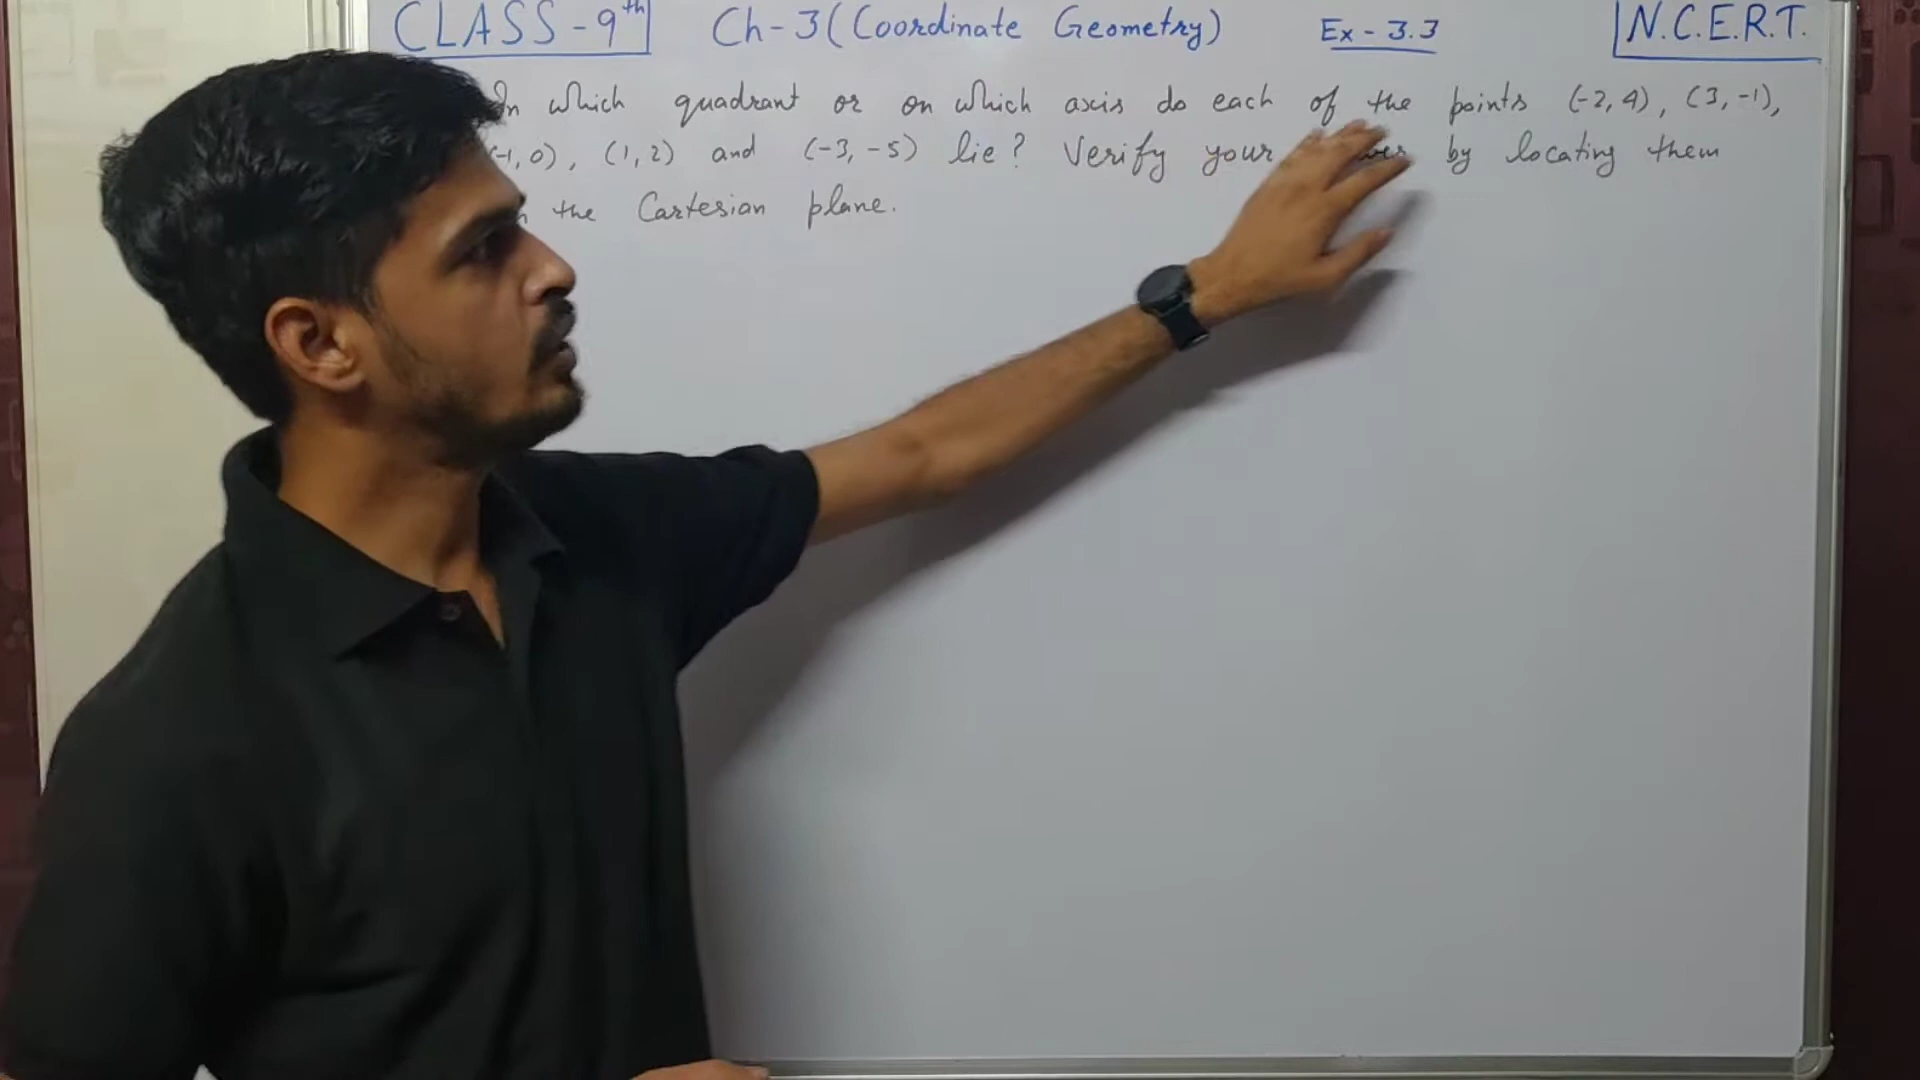 CLASS-9th Ch-3 (Coordinate Geometry) Ex-3.3 N.C.E.R.T.
In which quadrant or on which axis do each of the points (-2,4), (3,-1),
(-1,0), (1,2) and (-3,-5) lie? Verify your by locating them
the Cartesian plane.